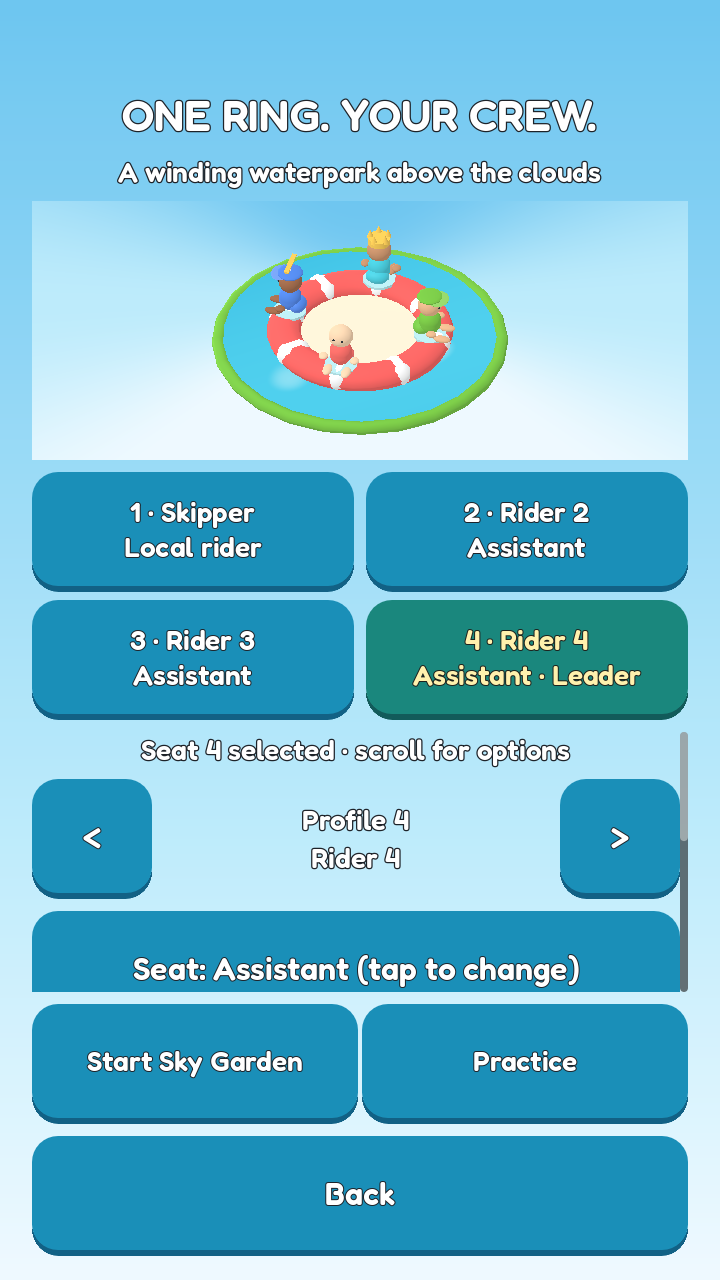 ONE RING. YOUR CREW.
A winding waterpark above the clouds
1 · Skipper
Local rider
2 · Rider 2
Assistant
3 · Rider 3
Assistant
4 · Rider 4
Assistant · Leader
Seat 4 selected · scroll for options
<
Profile 4
Rider 4
>
Seat: Assistant (tap to change)
Start Sky Garden
Practice
Back